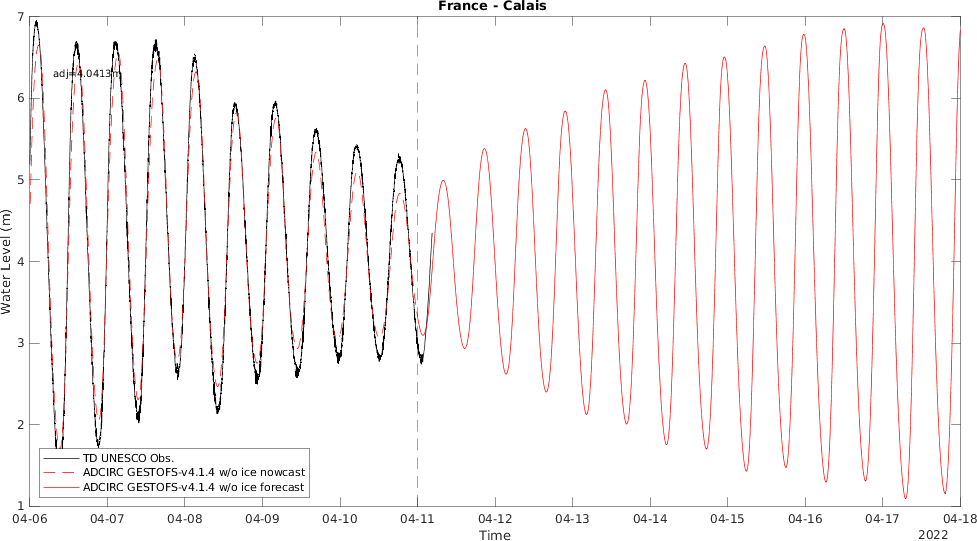 France - Calais
7
6
5
4
3
2
1
Water Level (m)
adj=4.0413m
TD UNESCO Obs.
ADCIRC GESTOFS-v4.1.4 w/o ice nowcast
ADCIRC GESTOFS-v4.1.4 w/o ice forecast
04-06 04-07 04-08 04-09 04-10 04-11 04-12 04-13 04-14 04-15 04-16 04-17 04-18
Time
2022